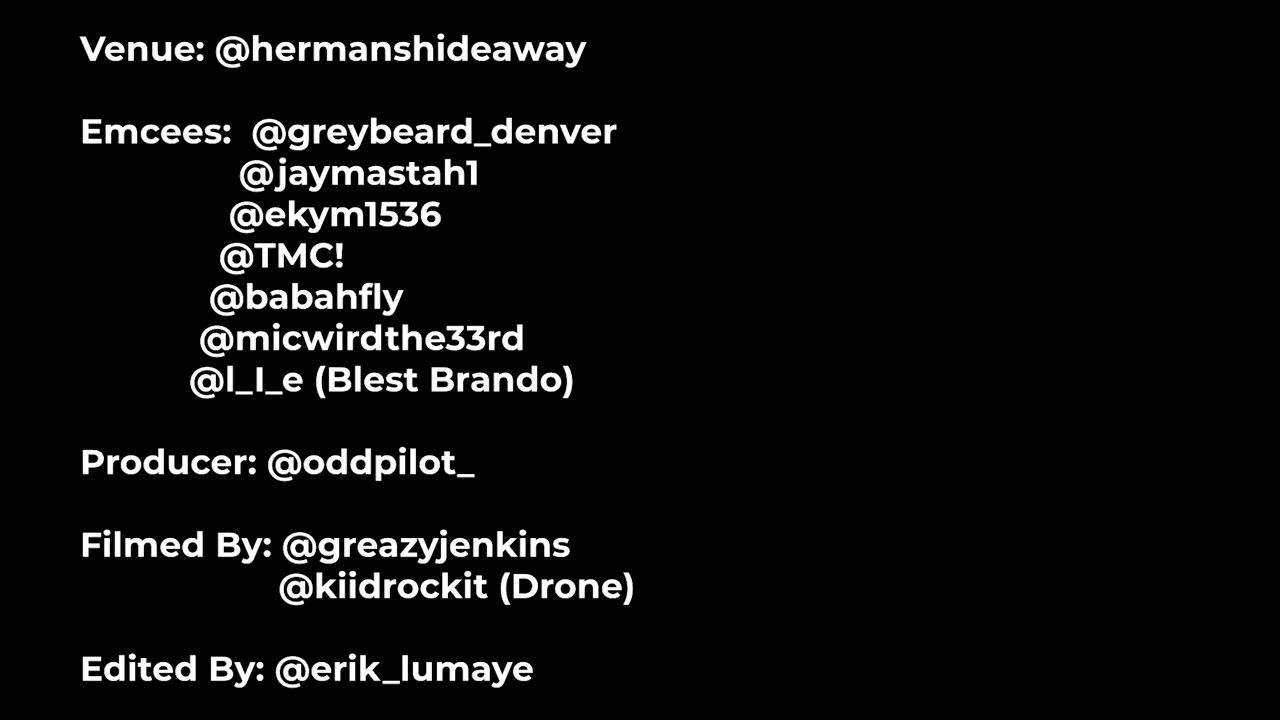 Venue: @hermanshideaway
Emcees: @greybeard_denver
@jaymastah1
@ekym1536
@TMC!
@babahfly
@micwirdthe33rd
@l_I_e (Blest Brando)
Producer: @oddpilot_
Filmed By: @greazyjenkins
@kiidrockit (Drone)
Edited By: @erik_lumaye